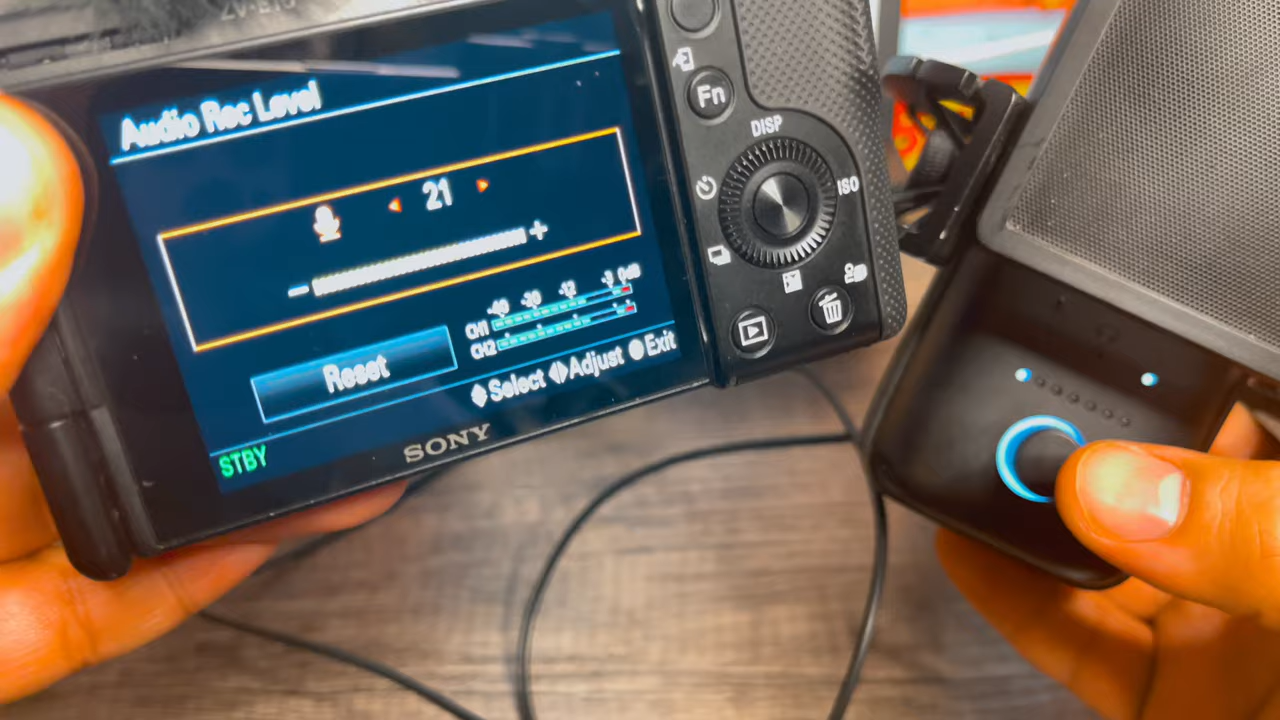 ZV-E10
Audio Rec Level
21
− +
-40 -20 -12 -3 0dB
CH1
CH2
Reset
Select Adjust Exit
STBY
SONY
Fn
DISP
ISO